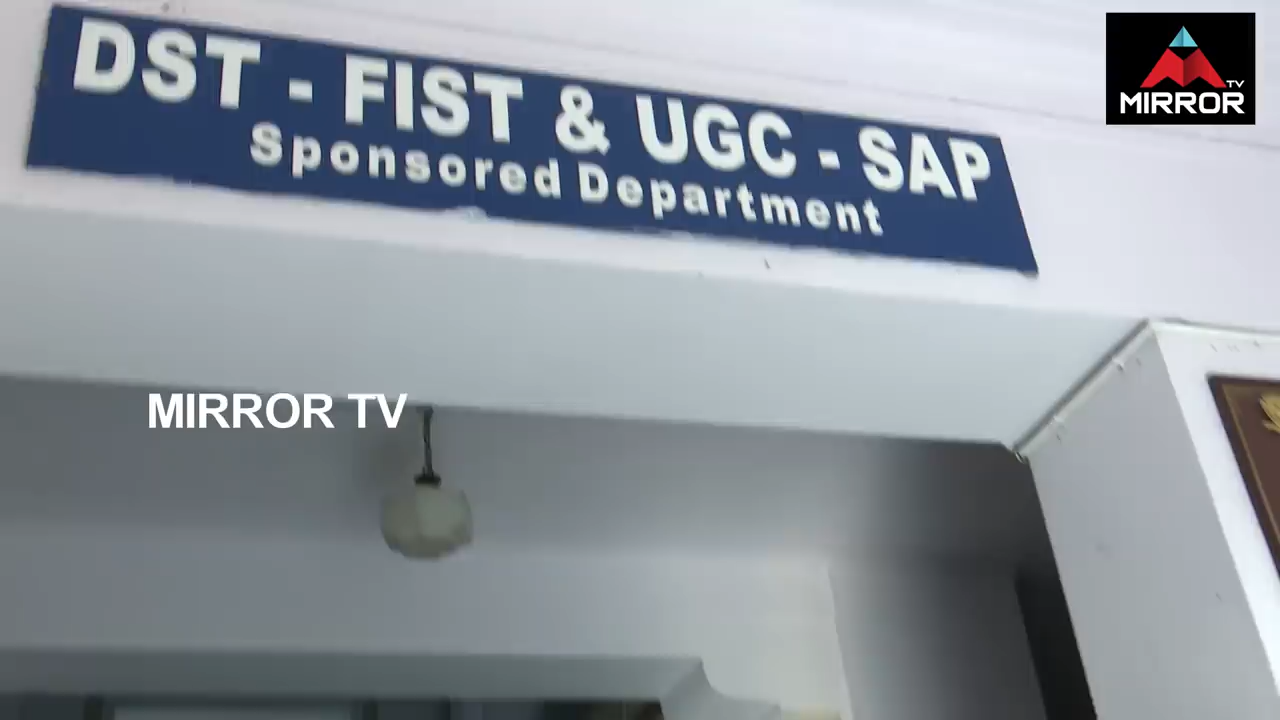 DST - FIST & UGC - SAP
Sponsored Department
TV
MIRROR
MIRROR TV